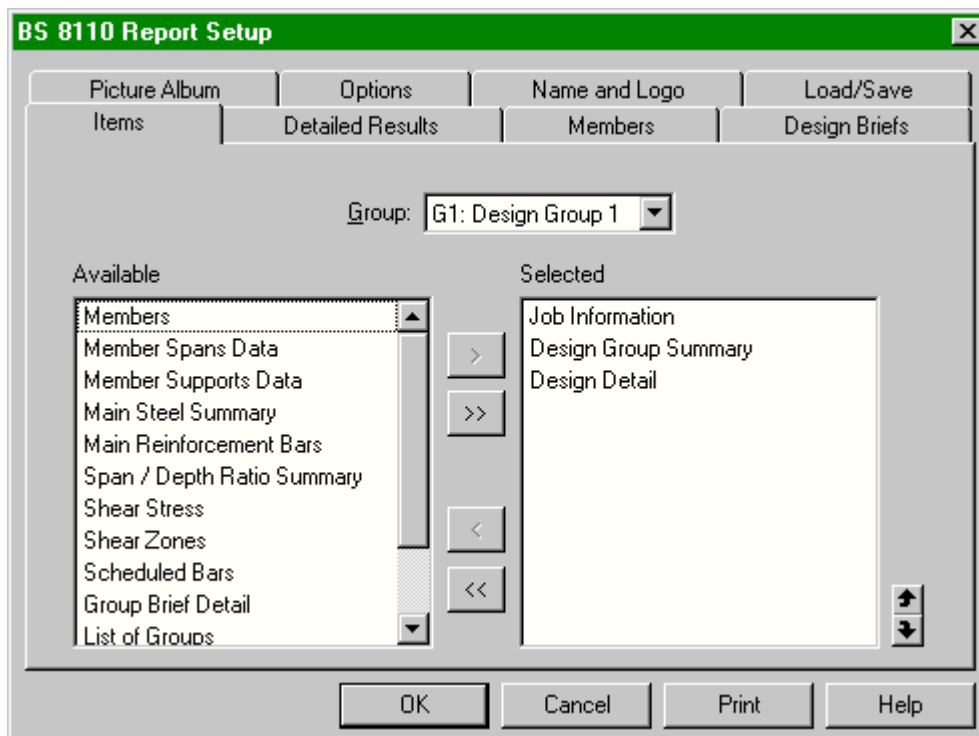 BS 8110 Report Setup
Picture Album
Options
Name and Logo
Load/Save
Items
Detailed Results
Members
Design Briefs
Group: G1: Design Group 1
Available
Members
Member Spans Data
Member Supports Data
Main Steel Summary
Main Reinforcement Bars
Span / Depth Ratio Summary
Shear Stress
Shear Zones
Scheduled Bars
Group Brief Detail
List of Groups
>
>>
<
<<
Selected
Job Information
Design Group Summary
Design Detail
OK
Cancel
Print
Help